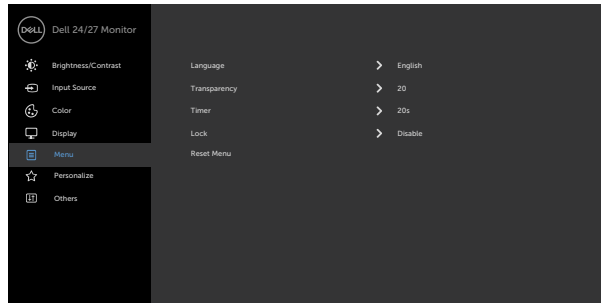 DELL Dell 24/27 Monitor
Brightness/Contrast
Input Source
Color
Display
Menu
Personalize
Others
Language English
Transparency 20
Timer 20s
Lock Disable
Reset Menu